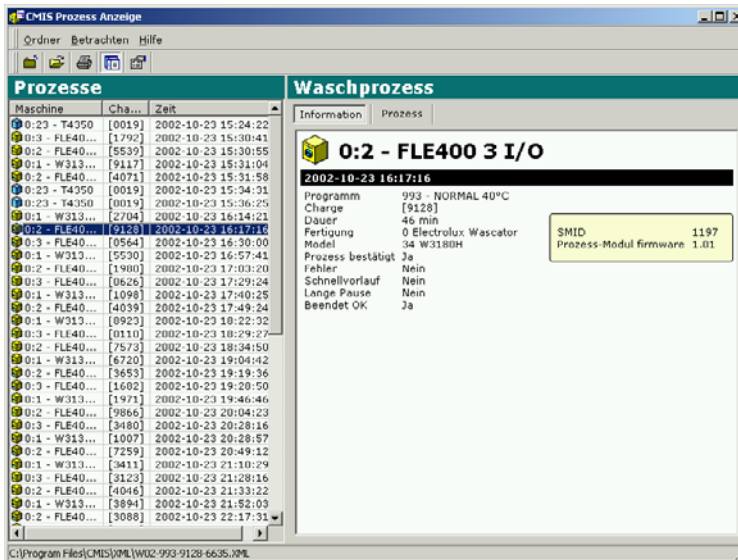 CMIS Prozess Anzeige
Ordner Betrachten Hilfe
Prozesse
Maschine Cha... Zeit
0:23 - T4350 [0019] 2002-10-23 15:24:22
0:3 - FLE40... [1792] 2002-10-23 15:30:41
0:2 - FLE40... [5539] 2002-10-23 15:30:55
0:1 - W313... [9117] 2002-10-23 15:31:04
0:2 - FLE40... [4071] 2002-10-23 15:31:58
0:23 - T4350 [0019] 2002-10-23 15:34:31
0:23 - T4350 [0019] 2002-10-23 15:36:25
0:1 - W313... [2704] 2002-10-23 16:14:21
0:2 - FLE40... [9128] 2002-10-23 16:17:16
0:3 - FLE40... [0564] 2002-10-23 16:30:00
0:1 - W313... [5530] 2002-10-23 16:57:41
0:2 - FLE40... [1980] 2002-10-23 17:03:20
0:3 - FLE40... [0626] 2002-10-23 17:29:24
0:1 - W313... [1098] 2002-10-23 17:40:25
0:2 - FLE40... [4039] 2002-10-23 17:49:24
0:1 - W313... [8923] 2002-10-23 18:22:32
0:3 - FLE40... [0110] 2002-10-23 18:29:27
0:2 - FLE40... [7573] 2002-10-23 18:34:50
0:1 - W313... [6720] 2002-10-23 19:04:42
0:2 - FLE40... [3653] 2002-10-23 19:19:36
0:3 - FLE40... [1682] 2002-10-23 19:28:50
0:1 - W313... [1971] 2002-10-23 19:46:46
0:2 - FLE40... [9866] 2002-10-23 20:04:23
0:3 - FLE40... [3480] 2002-10-23 20:28:16
0:1 - W313... [1007] 2002-10-23 20:28:57
0:2 - FLE40... [7259] 2002-10-23 20:49:12
0:1 - W313... [3411] 2002-10-23 21:10:29
0:3 - FLE40... [3123] 2002-10-23 21:28:16
0:2 - FLE40... [4046] 2002-10-23 21:33:22
0:1 - W313... [3894] 2002-10-23 21:52:03
0:2 - FLE40... [3088] 2002-10-23 22:17:31
Waschprozess
Information Prozess
0:2 - FLE400 3 I/O
2002-10-23 16:17:16
Programm 993 - NORMAL 40°C
Charge [9128]
Dauer 46 min
Fertigung 0 Electrolux Wascator
Model 34 W3180H
Prozess bestätigt Ja
Fehler Nein
Schnellvorlauf Nein
Lange Pause Nein
Beendet OK Ja
SMID 1197
Prozess-Modul firmware 1.01
C:\Program Files\CMIS\XML\W02-993-9128-6635.XML